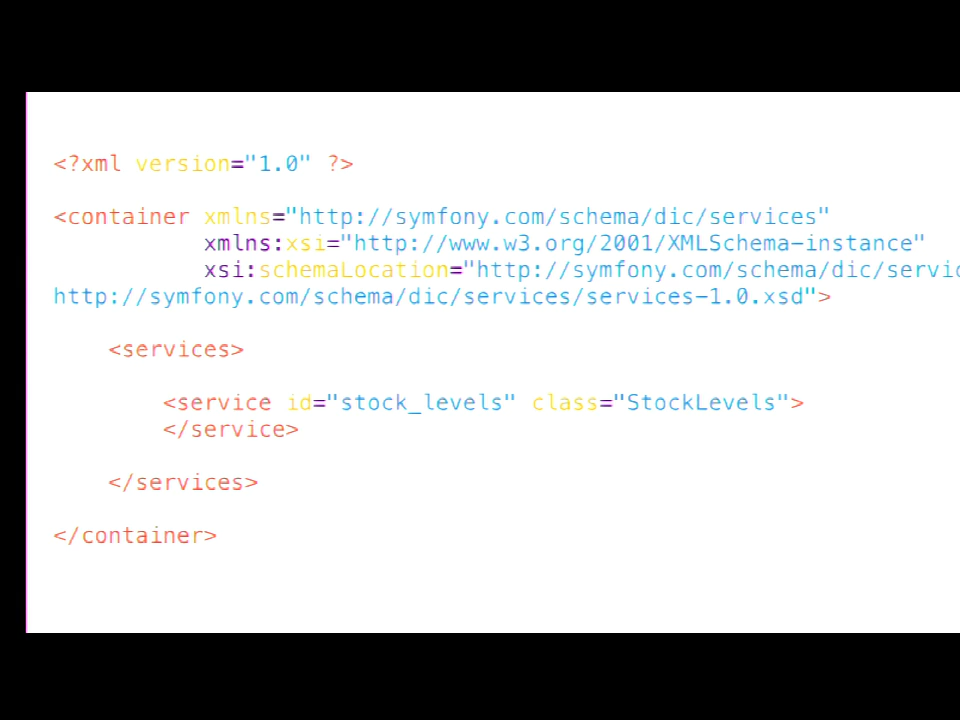 <?xml version="1.0" ?>
<container xmlns="http://symfony.com/schema/dic/services"
xmlns:xsi="http://www.w3.org/2001/XMLSchema-instance"
xsi:schemaLocation="http://symfony.com/schema/dic/servic
http://symfony.com/schema/dic/services/services-1.0.xsd">
<services>
<service id="stock_levels" class="StockLevels">
</service>
</services>
</container>